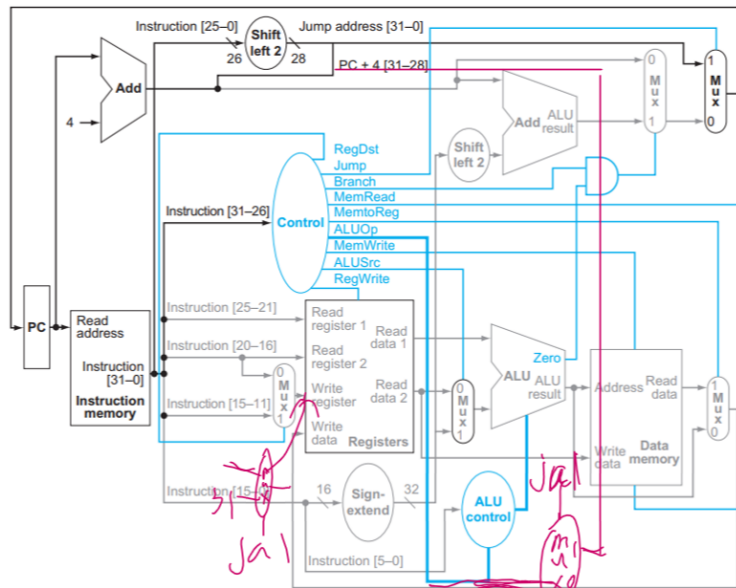 Instruction [25–0]
Shift
left 2
Jump address [31–0]
26
28
PC + 4 [31–28]
Add
4
0
M
u
x
1
1
M
u
x
0
ALU
Add result
Shift
left 2
RegDst
Jump
Branch
MemRead
MemtoReg
ALUOp
MemWrite
ALUSrc
RegWrite
Instruction [31–26]
Control
PC
Read
address
Instruction
[31–0]
Instruction
memory
Instruction [25–21]
Instruction [20–16]
Instruction [15–11]
0
M
u
x
1
Read
register 1
Read
register 2
Write
register
Write
data
Read
data 1
Read
data 2
Registers
0
M
u
x
1
Zero
ALU
ALU
result
Address
Read
data
Write
data
Data
memory
1
M
u
x
0
Instruction [15–
16
32
Sign-
extend
ALU
control
Instruction [5–0]
31
jal
jal
m
u
x
1
0